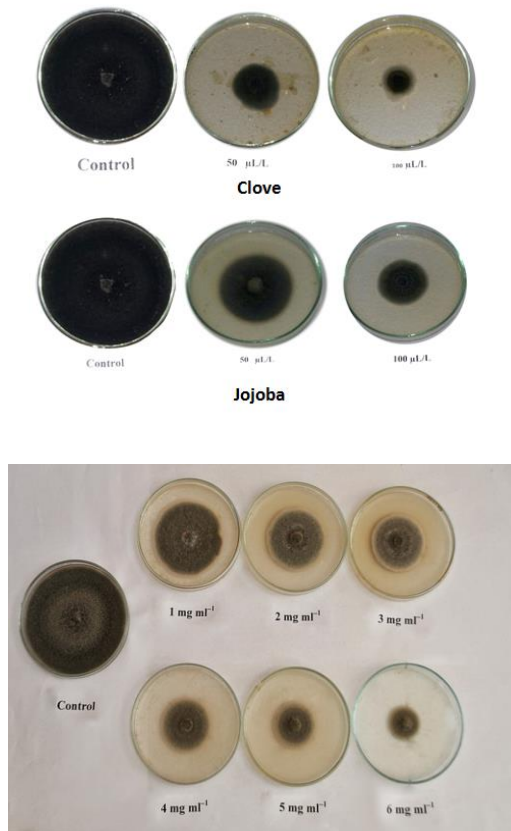 Control 50 µL/L 100 µL/L
Clove
Control 50 µL/L 100 µL/L
Jojoba
1 mg ml⁻¹ 2 mg ml⁻¹ 3 mg ml⁻¹
Control
4 mg ml⁻¹ 5 mg ml⁻¹ 6 mg ml⁻¹